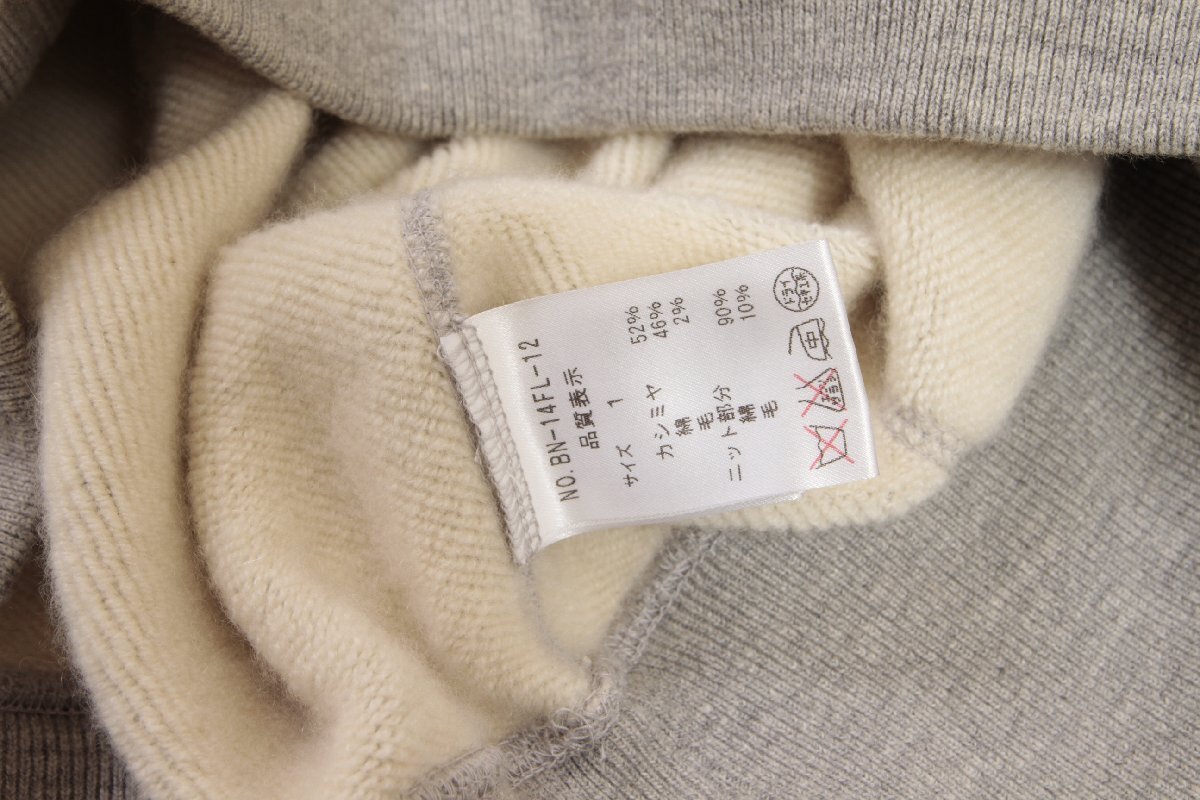 NO.BN-14FL-12
品質表示
サイズ 1
カシミヤ 52%
綿 46%
毛 2%
ニット部分
綿 90%
毛 10%
ドライ
セキユ系
中